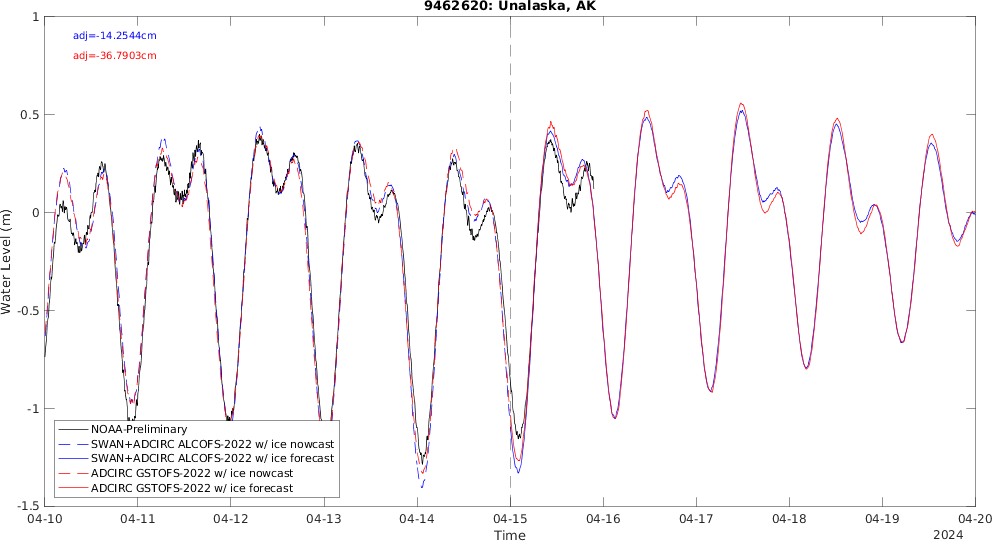 9462620: Unalaska, AK
adj=-14.2544cm
adj=-36.7903cm
1
0.5
0
-0.5
-1
-1.5
Water Level (m)
NOAA-Preliminary
SWAN+ADCIRC ALCOFS-2022 w/ ice nowcast
SWAN+ADCIRC ALCOFS-2022 w/ ice forecast
ADCIRC GSTOFS-2022 w/ ice nowcast
ADCIRC GSTOFS-2022 w/ ice forecast
04-10 04-11 04-12 04-13 04-14 04-15 04-16 04-17 04-18 04-19 04-20
Time
2024